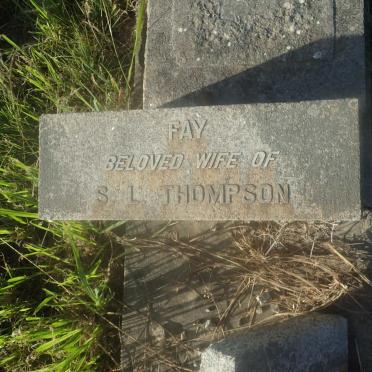 FAY
BELOVED WIFE OF
S. L. THOMPSON